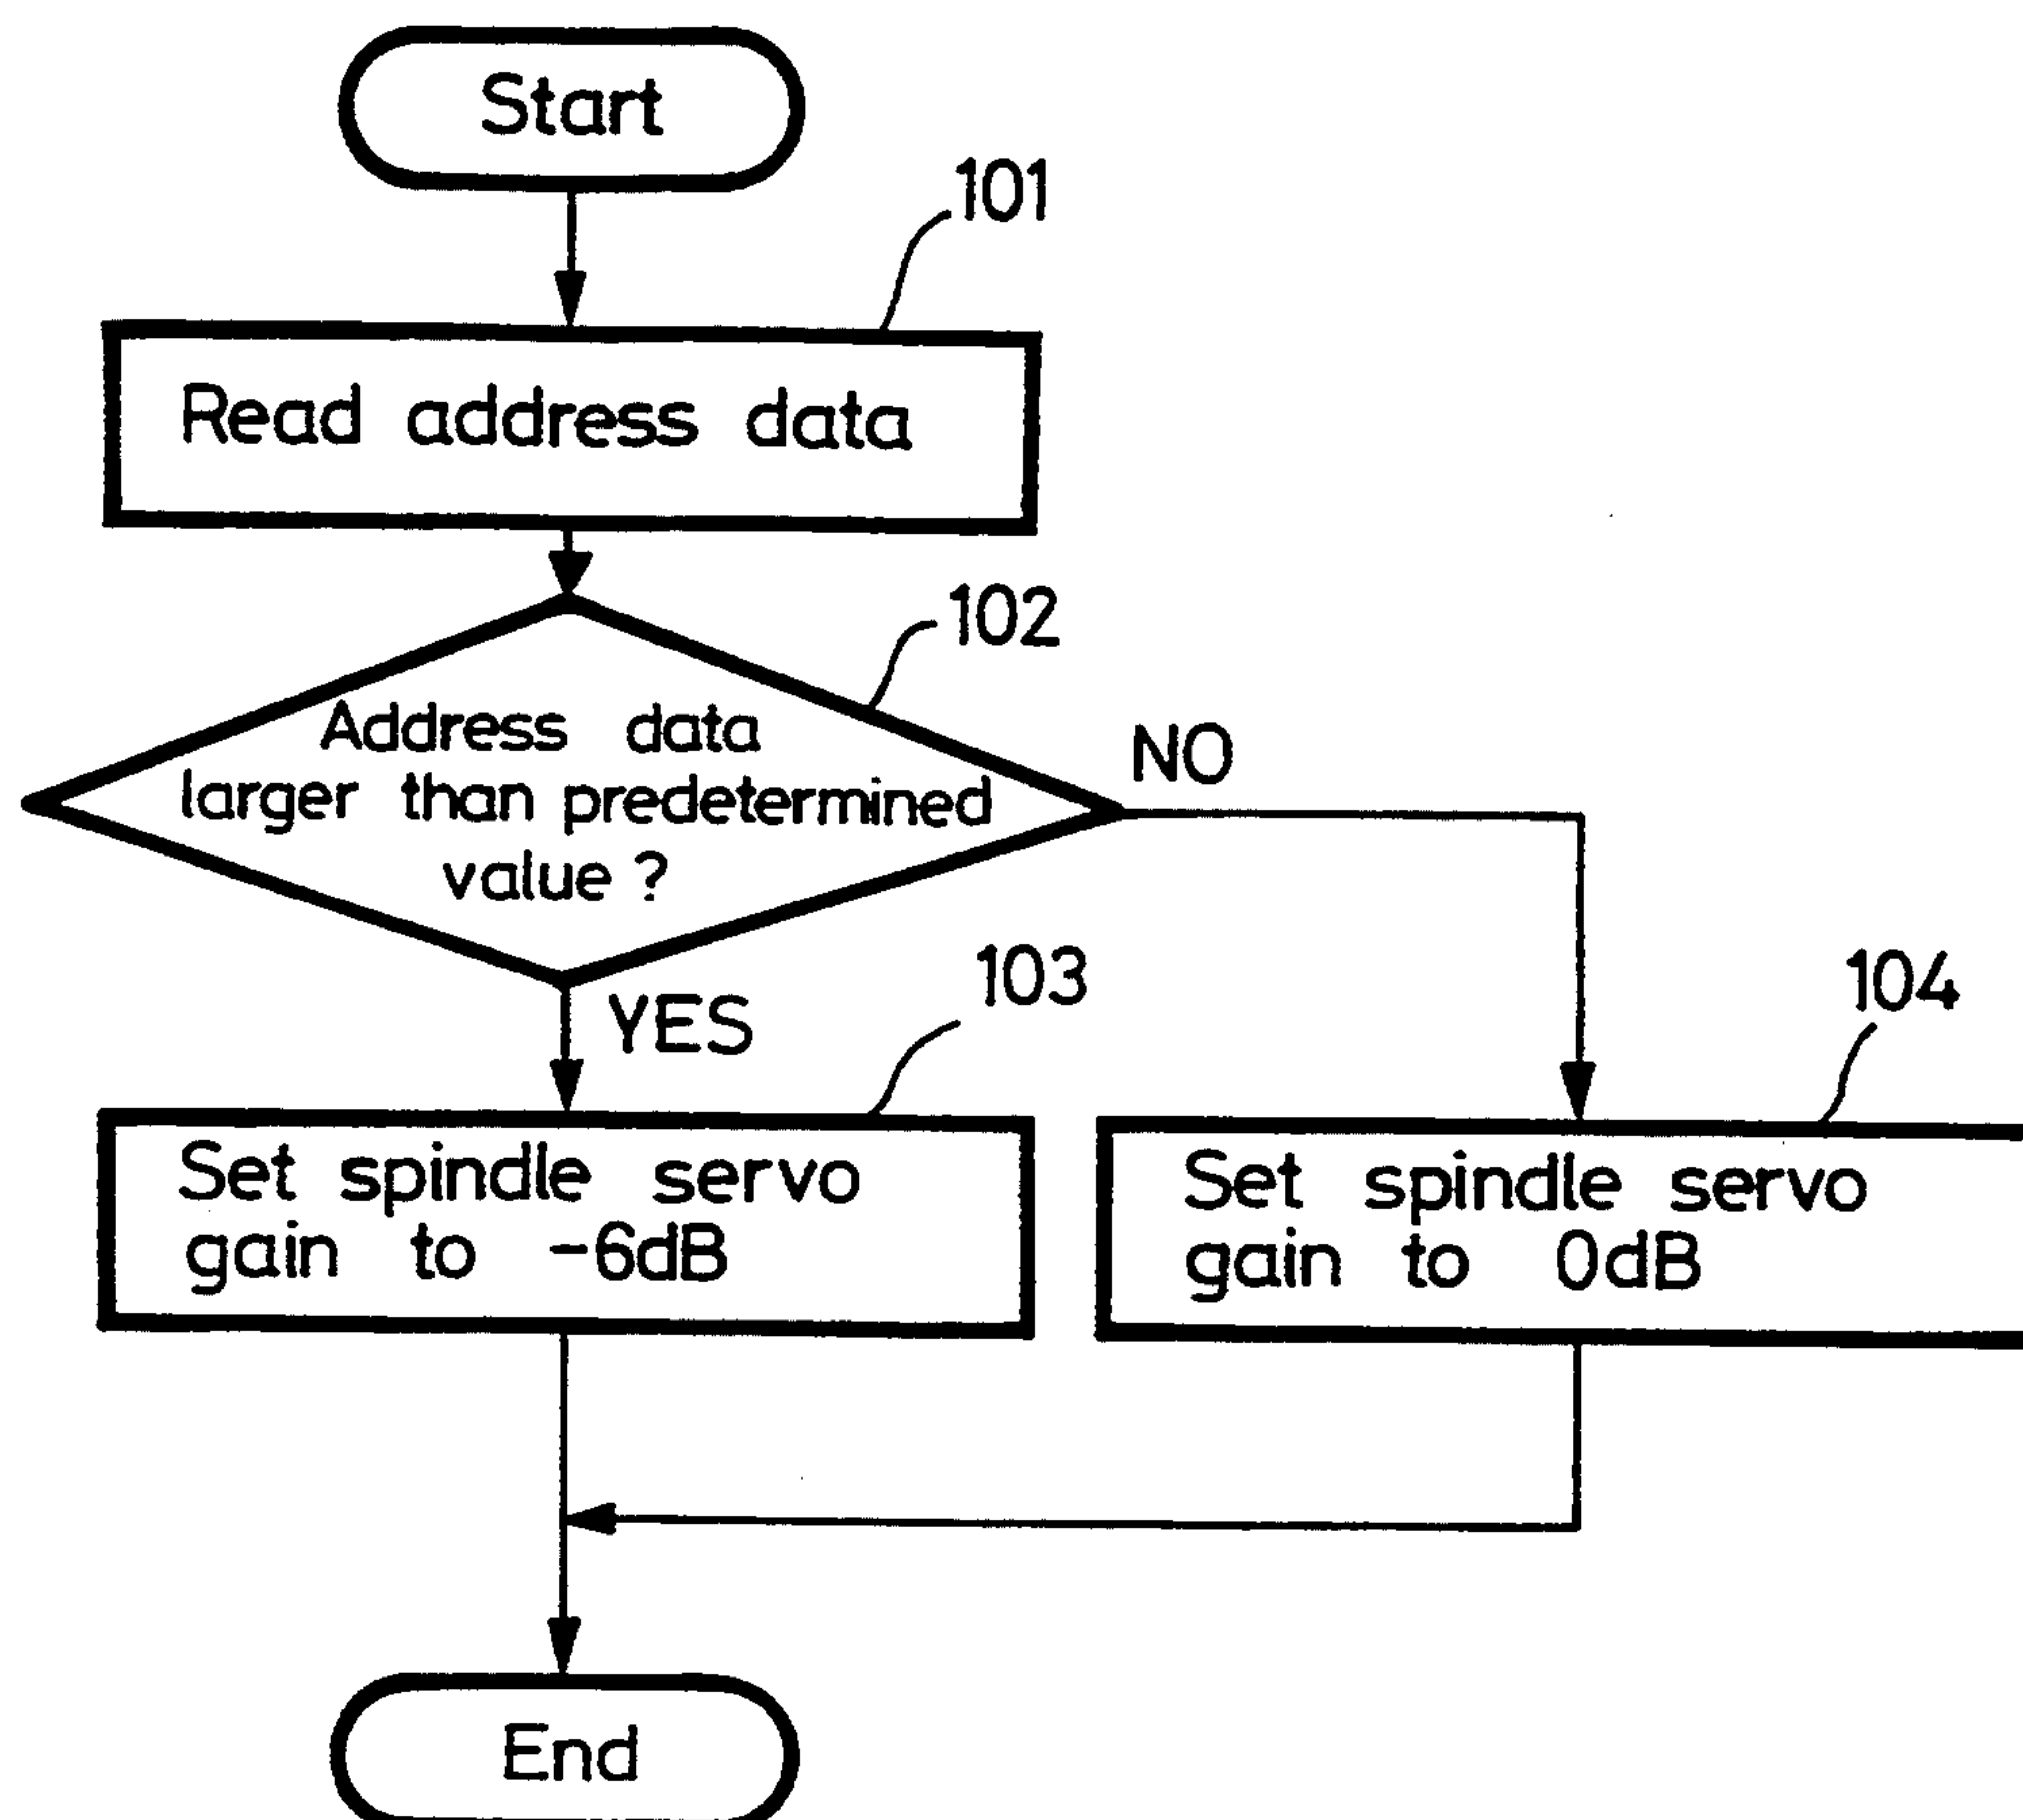 Start
101
Read address data
102
Address data
larger than predetermined
value ?
NO
YES
103
104
Set spindle servo
gain to -6dB
Set spindle servo
gain to 0dB
End